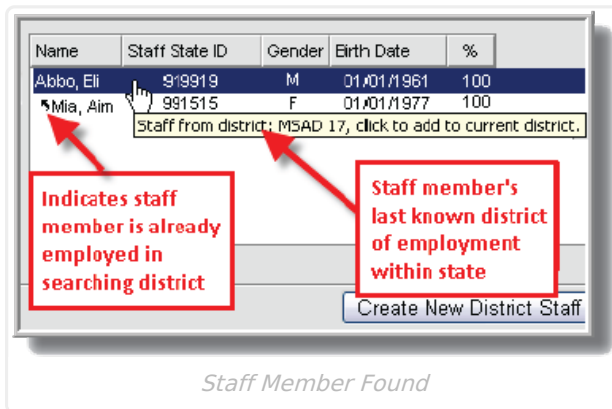 Name Staff State ID Gender Birth Date %
Abbo, Eli 919919 M 01/01/1961 100
Mia, Aim 991515 F 01/01/1977 100
Staff from district: MSAD 17, click to add to current district.
Indicates staff
member is already
employed in
searching district
Staff member's
last known district
of employment
within state
Create New District Staff
Staff Member Found